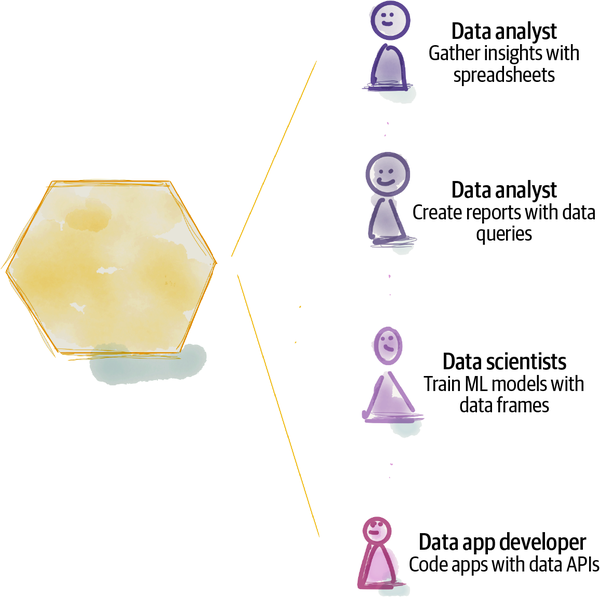 Data analyst
Gather insights with
spreadsheets
Data analyst
Create reports with data
queries
Data scientists
Train ML models with
data frames
Data app developer
Code apps with data APIs